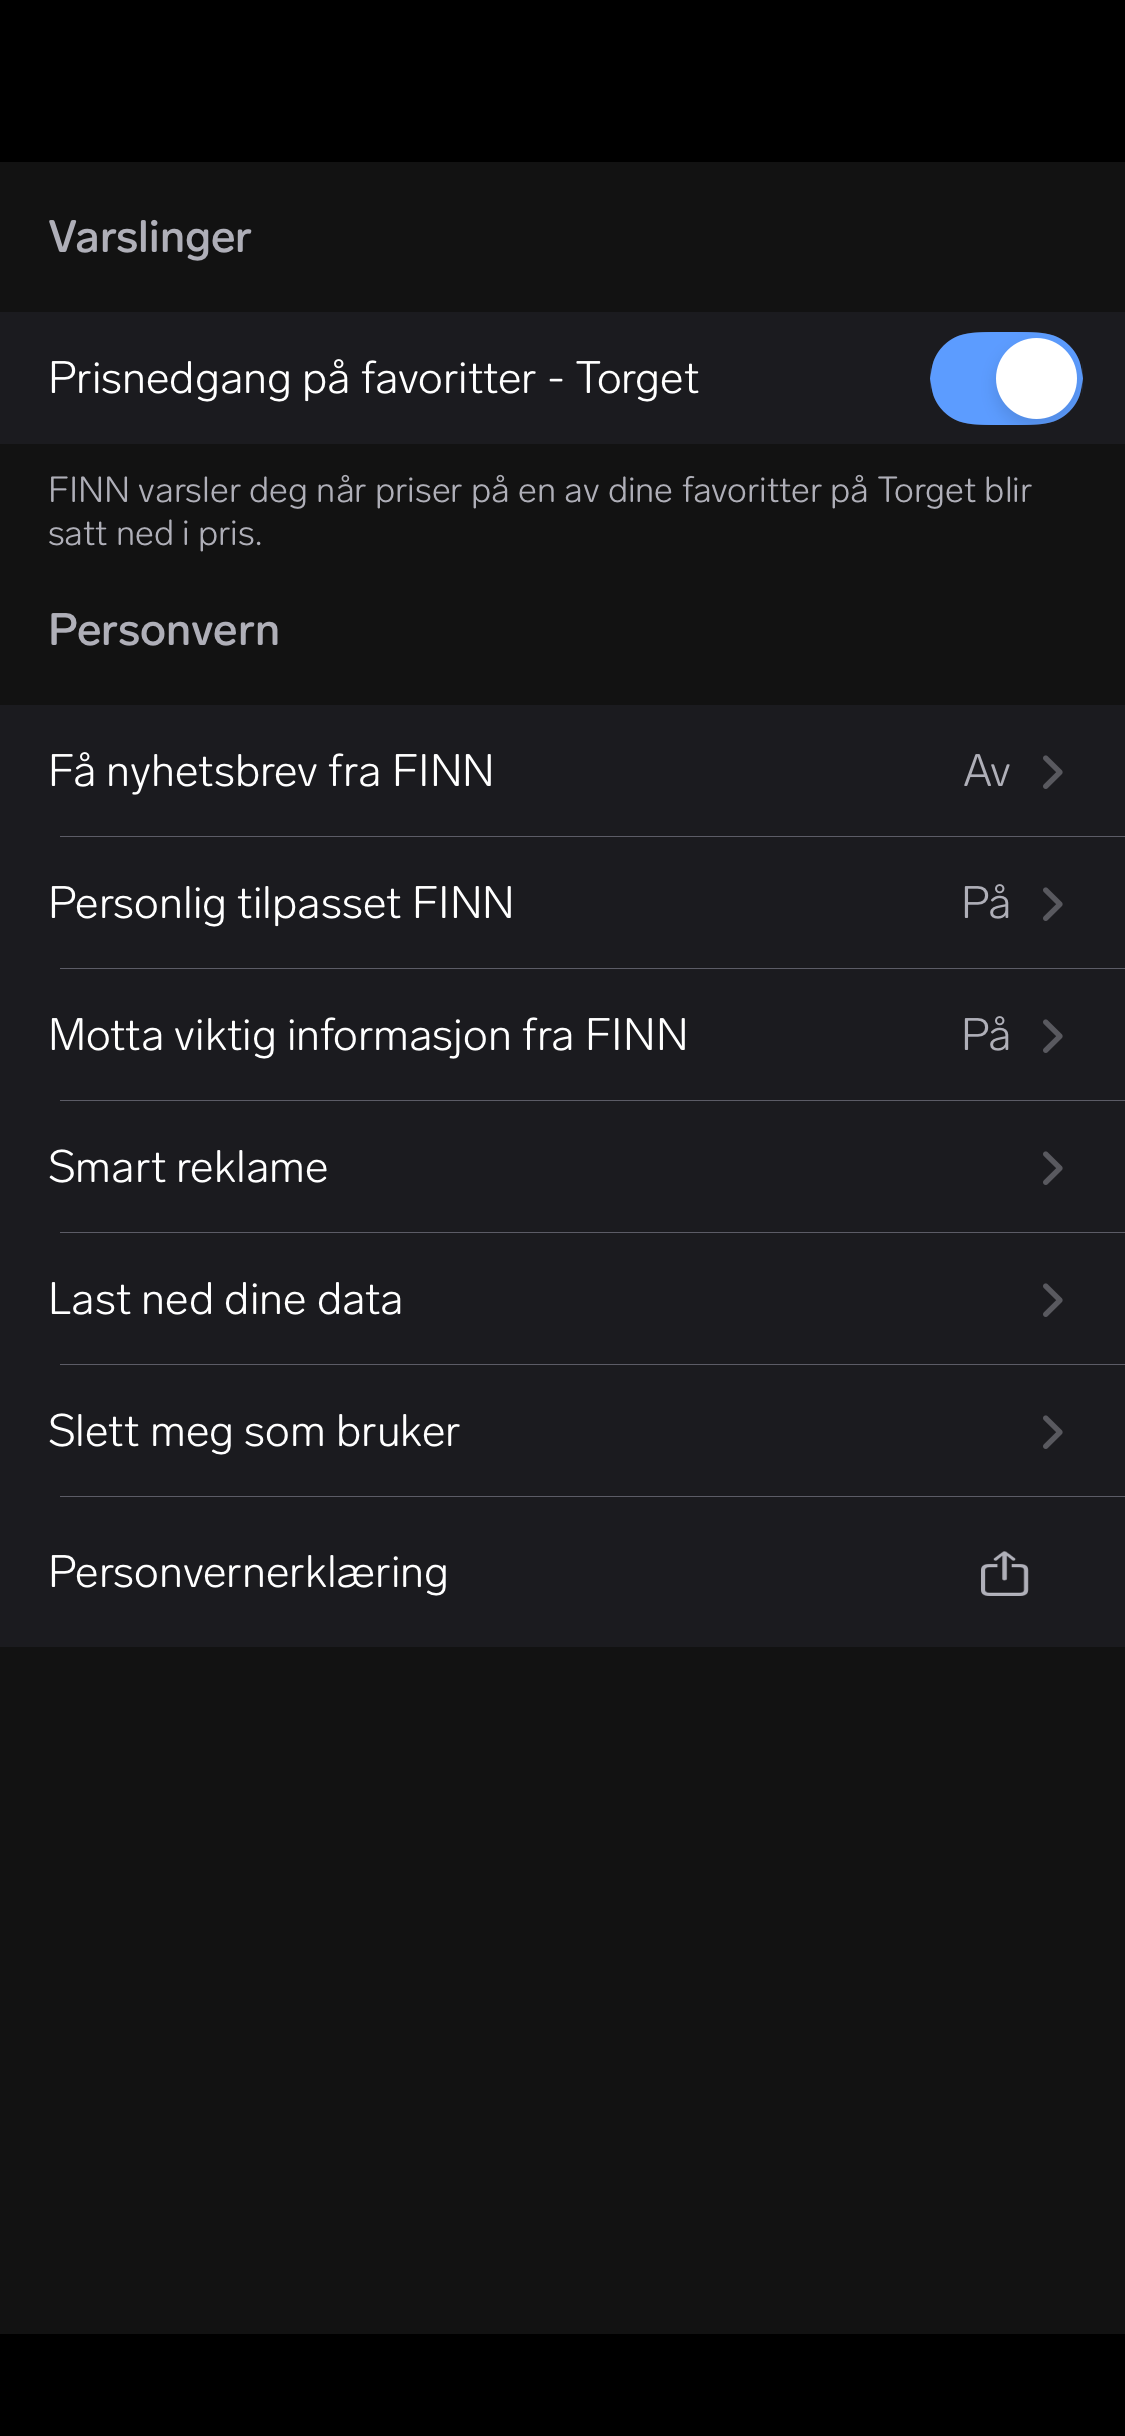 Varslinger
Prisnedgang på favoritter - Torget
FINN varsler deg når priser på en av dine favoritter på Torget blir
satt ned i pris.
Personvern
Få nyhetsbrev fra FINN Av
Personlig tilpasset FINN På
Motta viktig informasjon fra FINN På
Smart reklame
Last ned dine data
Slett meg som bruker
Personvernerklæring